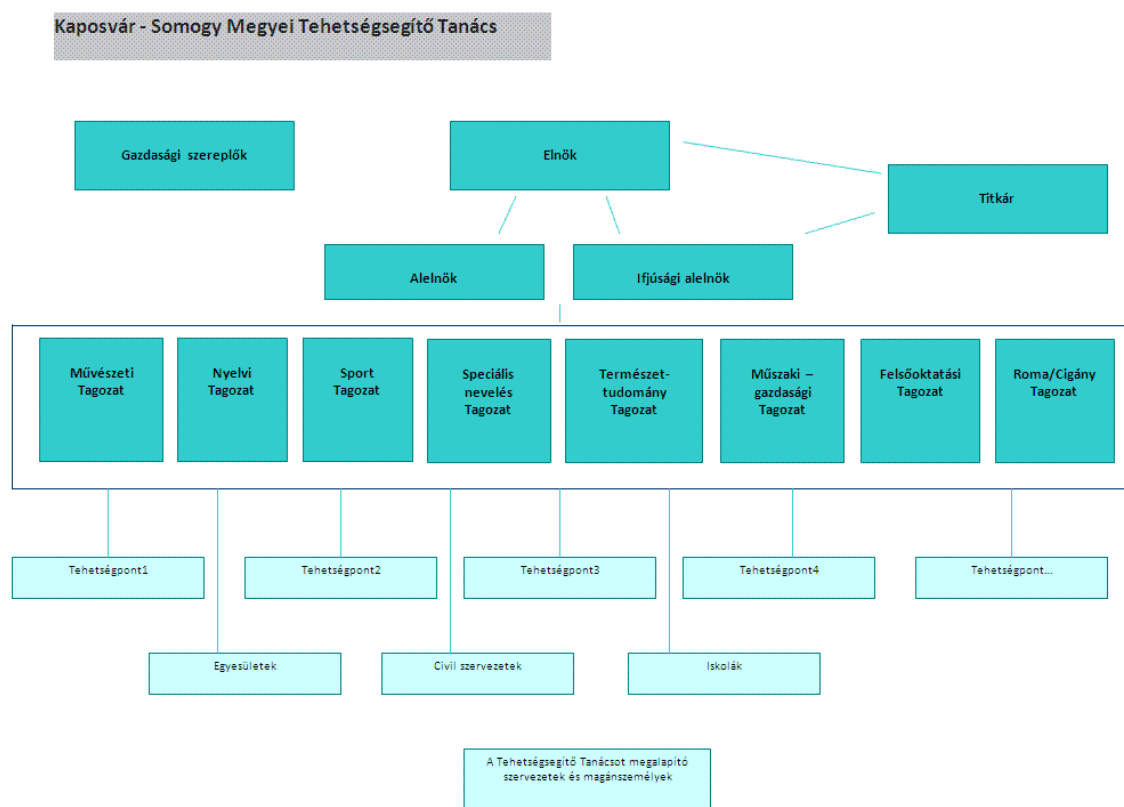 Kaposvár - Somogy Megyei Tehetségsegítő Tanács
Gazdasági szereplők
Elnök
Titkár
Alelnök
Ifjúsági alelnök
Művészeti
Tagozat
Nyelvi
Tagozat
Sport
Tagozat
Speciális
nevelés
Tagozat
Természet-
tudomány
Tagozat
Műszaki –
gazdasági
Tagozat
Felsőoktatási
Tagozat
Roma/Cigány
Tagozat
Tehetségpont1
Tehetségpont2
Tehetségpont3
Tehetségpont4
Tehetségpont...
Egyesületek
Civil szervezetek
Iskolák
A Tehetségsegítő Tanácsot megalapító
szervezetek és magánszemélyek